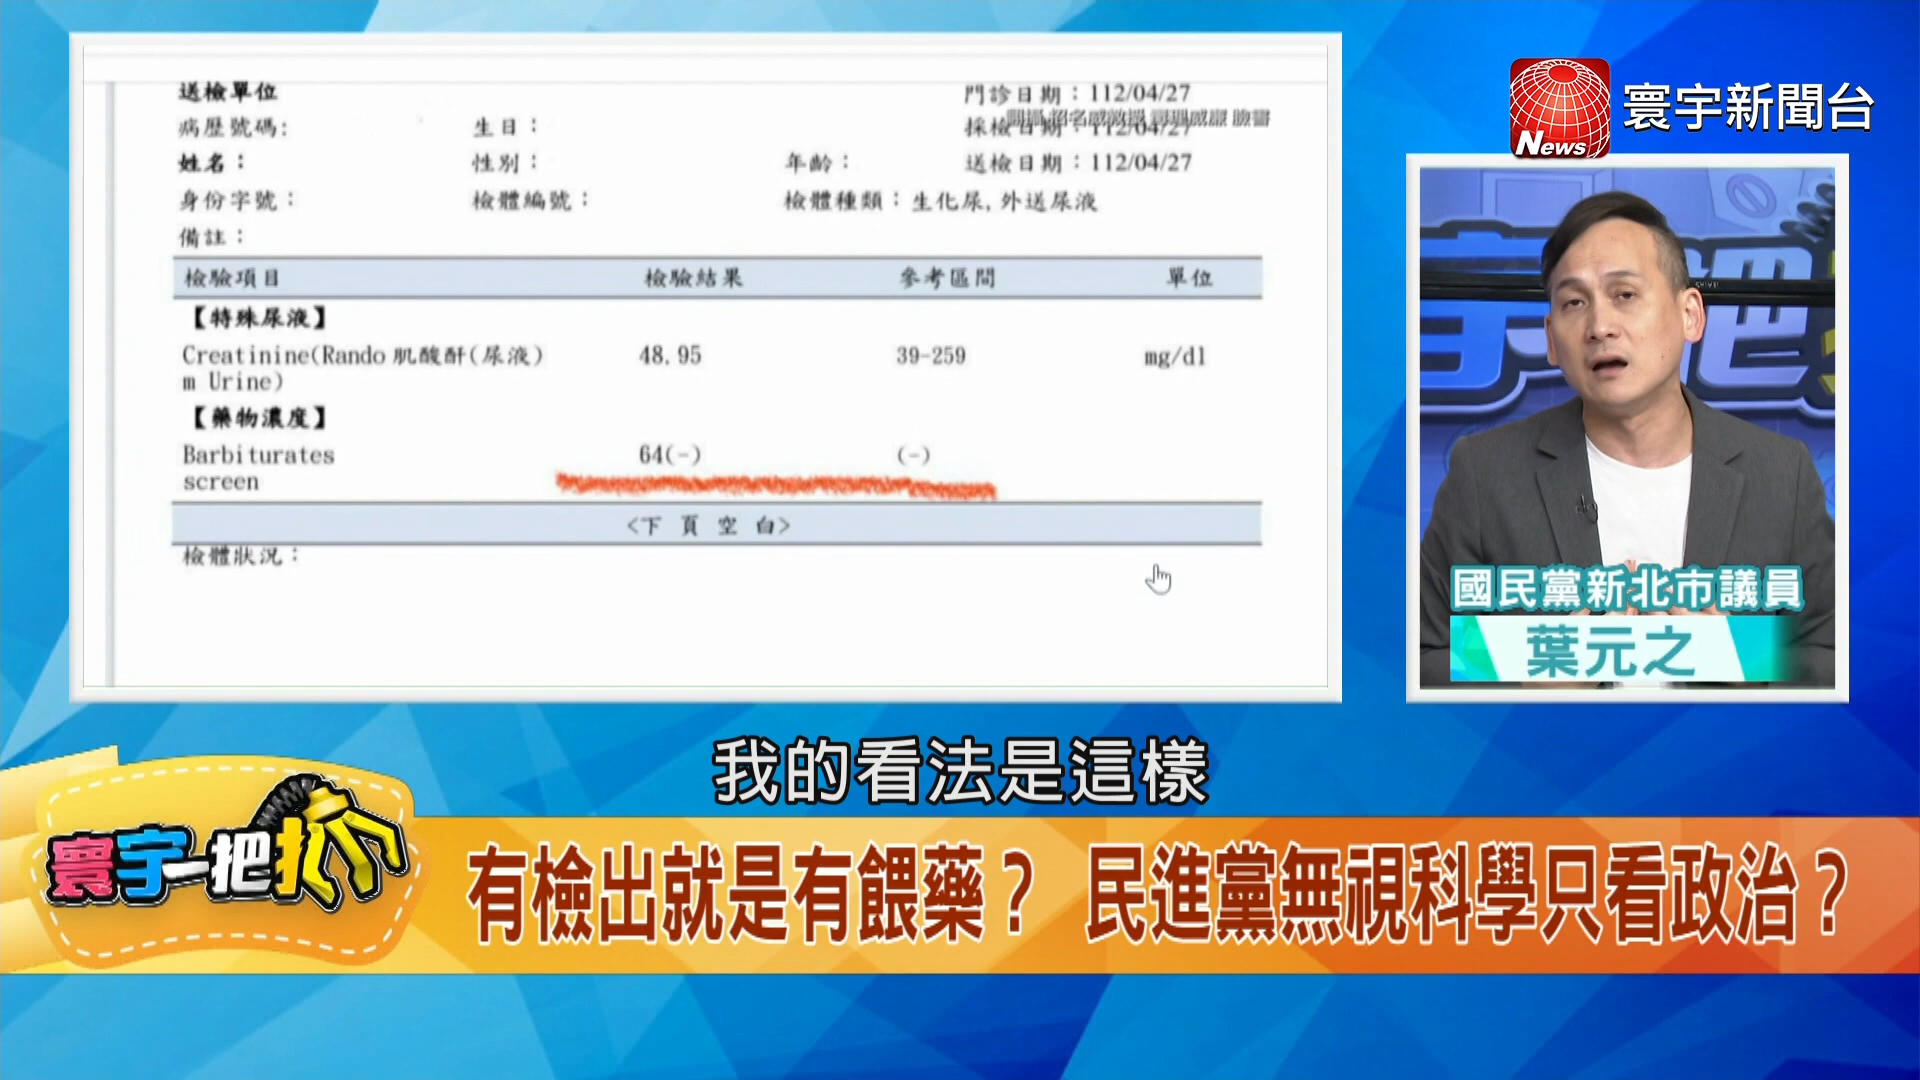 送檢單位
門診日期：112/04/27
病歷號碼：
生日：
採檢日期：112/04/27
姓名：
性別：
年齡：
送檢日期：112/04/27
身份字號：
檢體編號：
檢體種類：生化尿,外送尿液
備註：
檢驗項目 檢驗結果 參考區間 單位
【特殊尿液】
Creatinine(Rando 肌酸酐(尿液) 48.95 39-259 mg/dl
m Urine)
【藥物濃度】
Barbiturates 64(-) (-)
screen
<下 頁 空 白>
檢體狀況：
News
寰宇新聞台
國民黨新北市議員
葉元之
我的看法是這樣
寰宇一把抓
有檢出就是有餵藥？ 民進黨無視科學只看政治？